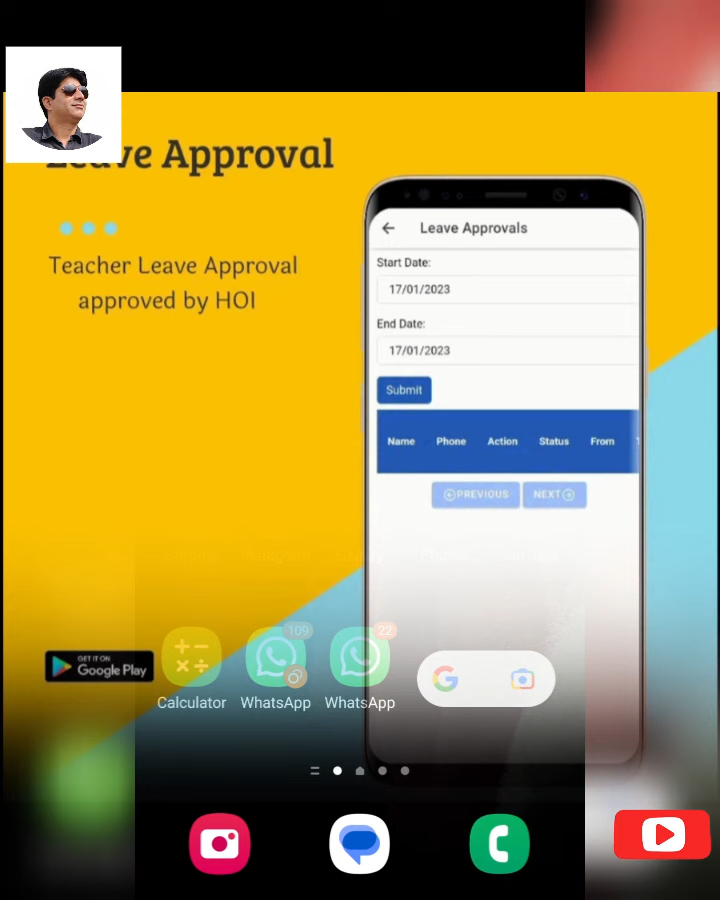 Leave Approval
Teacher Leave Approval
approved by HOI
Leave Approvals
Start Date:
17/01/2023
End Date:
17/01/2023
Submit
Name Phone Action Status From
PREVIOUS NEXT
109
22
GET IT ON
Google Play
Calculator WhatsApp WhatsApp